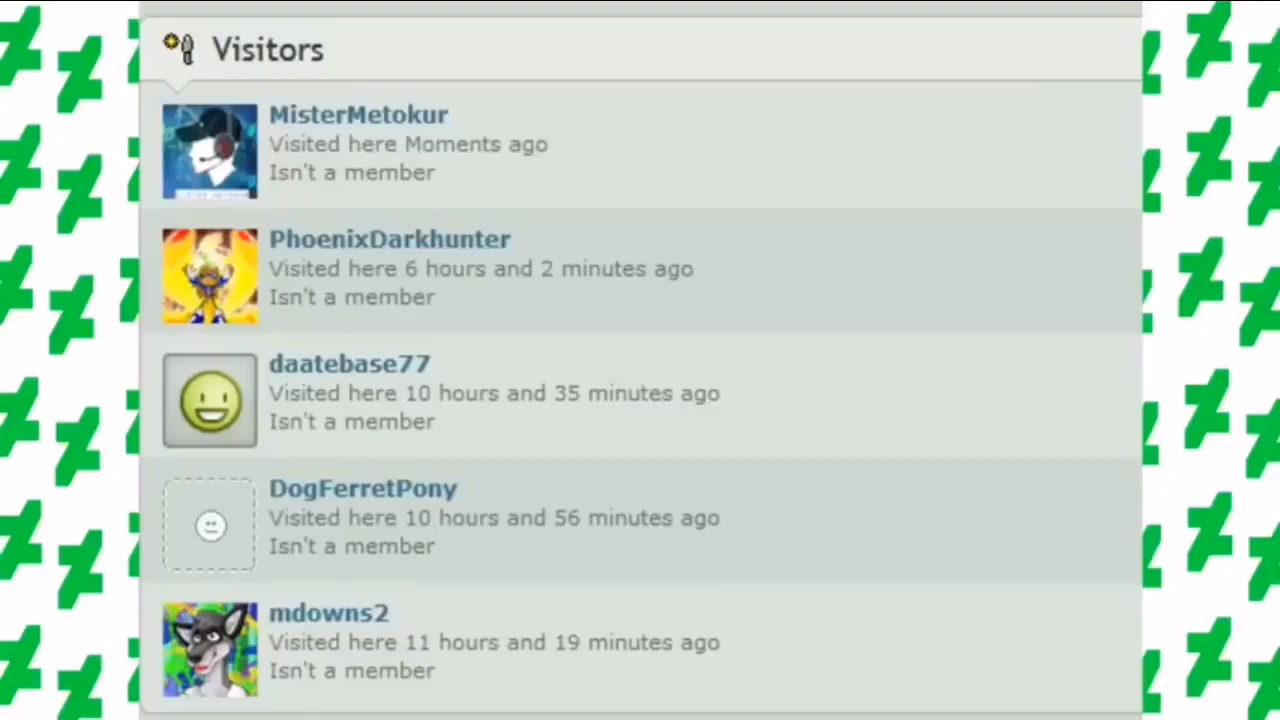 Visitors
MisterMetokur
Visited here Moments ago
Isn't a member
PhoenixDarkhunter
Visited here 6 hours and 2 minutes ago
Isn't a member
daatebase77
Visited here 10 hours and 35 minutes ago
Isn't a member
DogFerretPony
Visited here 10 hours and 56 minutes ago
Isn't a member
mdowns2
Visited here 11 hours and 19 minutes ago
Isn't a member